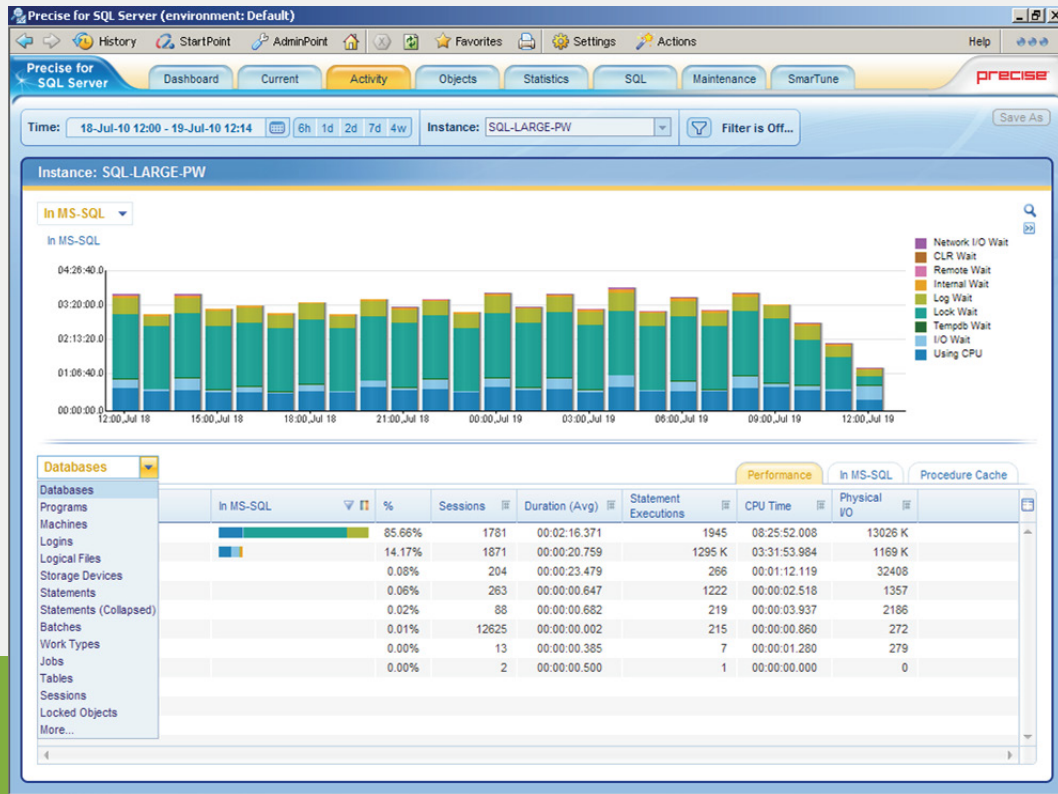 Precise for SQL Server (environment: Default)
History StartPoint AdminPoint Favorites Settings Actions Help
Precise for SQL Server Dashboard Current Activity Objects Statistics SQL Maintenance SmarTune precise
Time: 18-Jul-10 12:00 - 19-Jul-10 12:14 6h 1d 2d 7d 4w Instance: SQL-LARGE-PW Filter is Off... Save As
Instance: SQL-LARGE-PW
In MS-SQL
In MS-SQL
04:26:40.0
03:20:00.0
02:13:20.0
01:06:40.0
00:00:00.0
12:00,Jul 18 15:00,Jul 18 18:00,Jul 18 21:00,Jul 18 00:00,Jul 19 03:00,Jul 19 06:00,Jul 19 09:00,Jul 19 12:00,Jul 19
Network I/O Wait
CLR Wait
Remote Wait
Internal Wait
Log Wait
Lock Wait
Tempdb Wait
I/O Wait
Using CPU
Databases
Performance In MS-SQL Procedure Cache
Databases
Programs
Machines
Logins
Logical Files
Storage Devices
Statements
Statements (Collapsed)
Batches
Work Types
Jobs
Tables
Sessions
Locked Objects
More...
In MS-SQL % Sessions Duration (Avg) Statement Executions CPU Time Physical I/O
85.66% 1781 00:02:16.371 1945 08:25:52.008 13026 K
14.17% 1871 00:00:20.759 1295 K 03:31:53.984 1169 K
0.08% 204 00:00:23.479 266 00:01:12.119 32408
0.06% 263 00:00:00.647 1222 00:00:02.518 1357
0.02% 88 00:00:00.682 219 00:00:03.937 2186
0.01% 12625 00:00:00.002 215 00:00:00.860 272
0.00% 13 00:00:00.385 7 00:00:01.280 279
0.00% 2 00:00:00.500 1 00:00:00.000 0